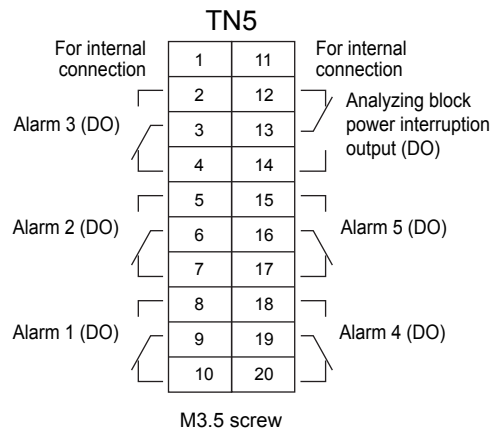 TN5
For internal
connection
For internal
connection
1 11
2 12
3 13
4 14
5 15
6 16
7 17
8 18
9 19
10 20
Alarm 3 (DO)
Alarm 2 (DO)
Alarm 1 (DO)
Analyzing block
power interruption
output (DO)
Alarm 5 (DO)
Alarm 4 (DO)
M3.5 screw